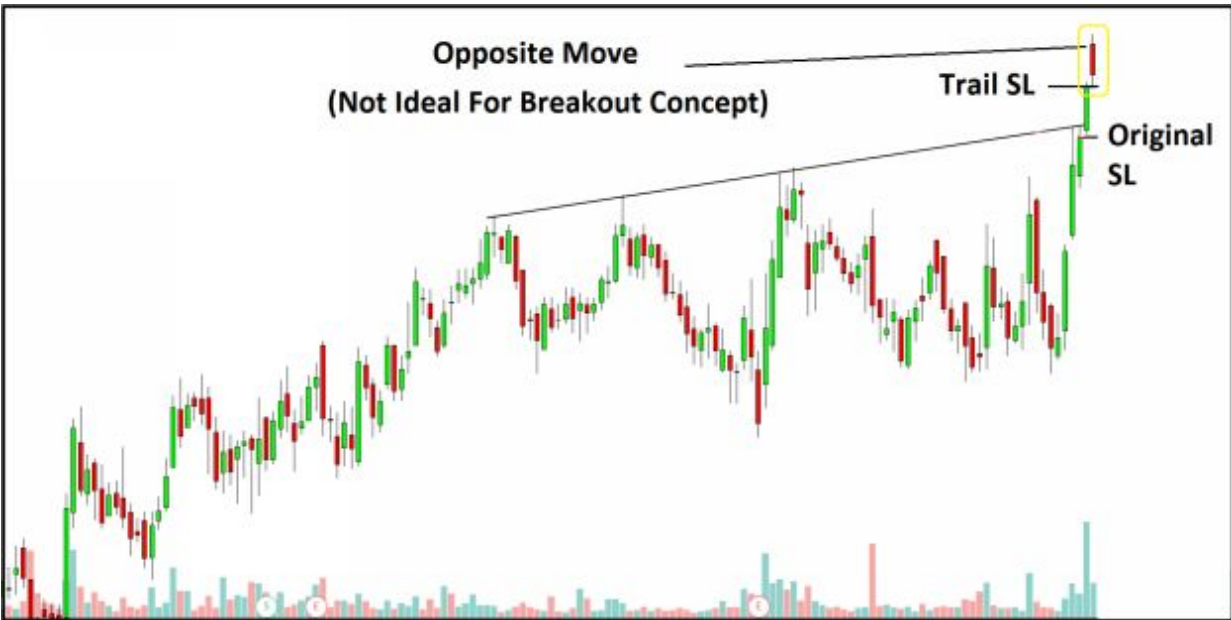 Opposite Move
(Not Ideal For Breakout Concept)
Trail SL
Original
SL
E
E